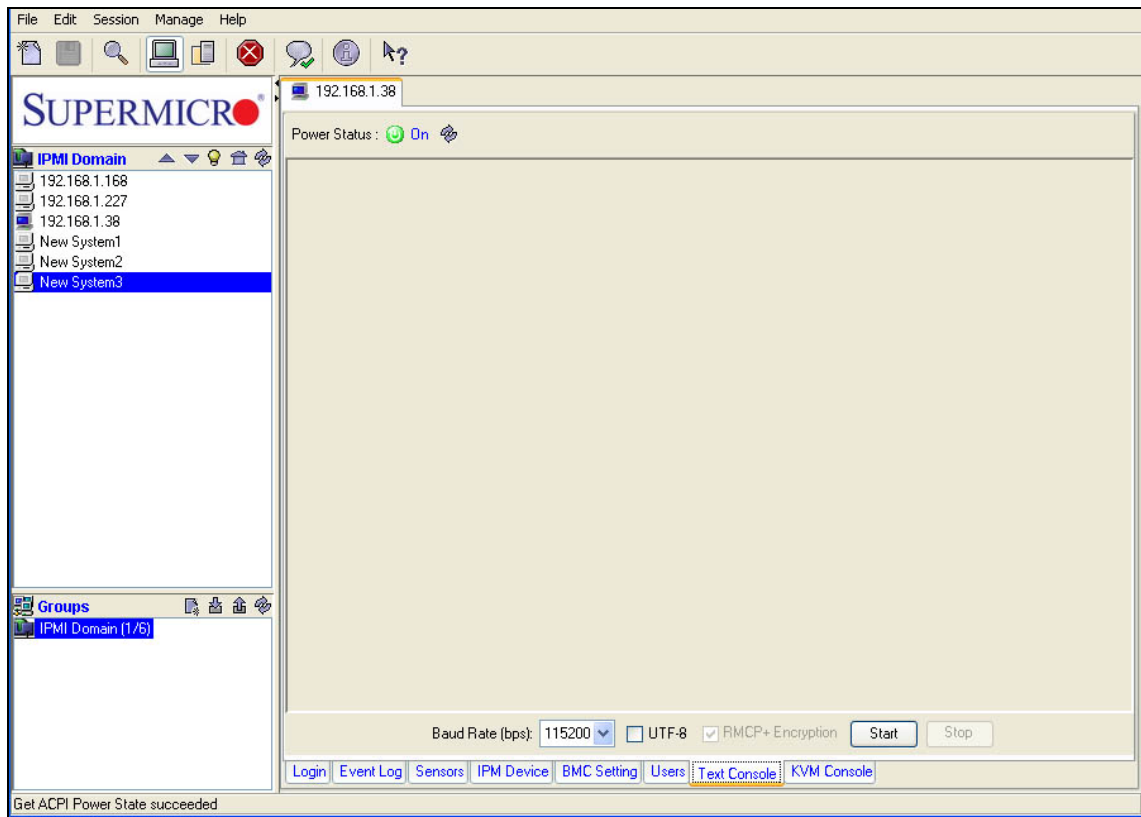 File Edit Session Manage Help
SUPERMICRO
192.168.1.38
Power Status : On
IPMI Domain
192.168.1.168
192.168.1.227
192.168.1.38
New System1
New System2
New System3
Groups
IPMI Domain (1/6)
Baud Rate (bps): 115200 UTF-8 RMCP+ Encryption Start Stop
Login Event Log Sensors IPM Device BMC Setting Users Text Console KVM Console
Get ACPI Power State succeeded